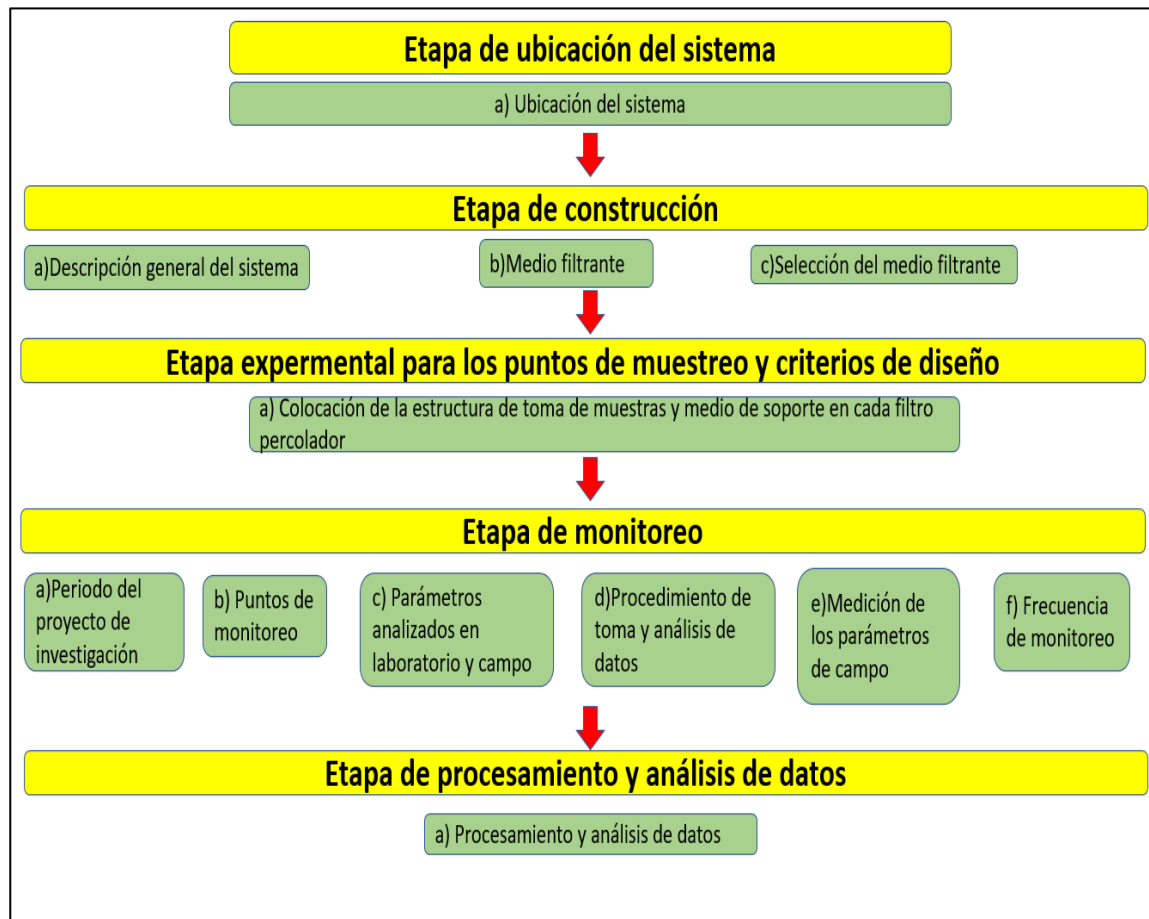 Etapa de ubicación del sistema
a) Ubicación del sistema
Etapa de construcción
a)Descripción general del sistema
b)Medio filtrante
c)Selección del medio filtrante
Etapa expermental para los puntos de muestreo y criterios de diseño
a) Colocación de la estructura de toma de muestras y medio de soporte en cada filtro
percolador
Etapa de monitoreo
a)Periodo del
proyecto de
investigación
b) Puntos de
monitoreo
c) Parámetros
analizados en
laboratorio y campo
d)Procedimiento de
toma y análisis de
datos
e)Medición de
los parámetros
de campo
f) Frecuencia
de monitoreo
Etapa de procesamiento y análisis de datos
a) Procesamiento y análisis de datos